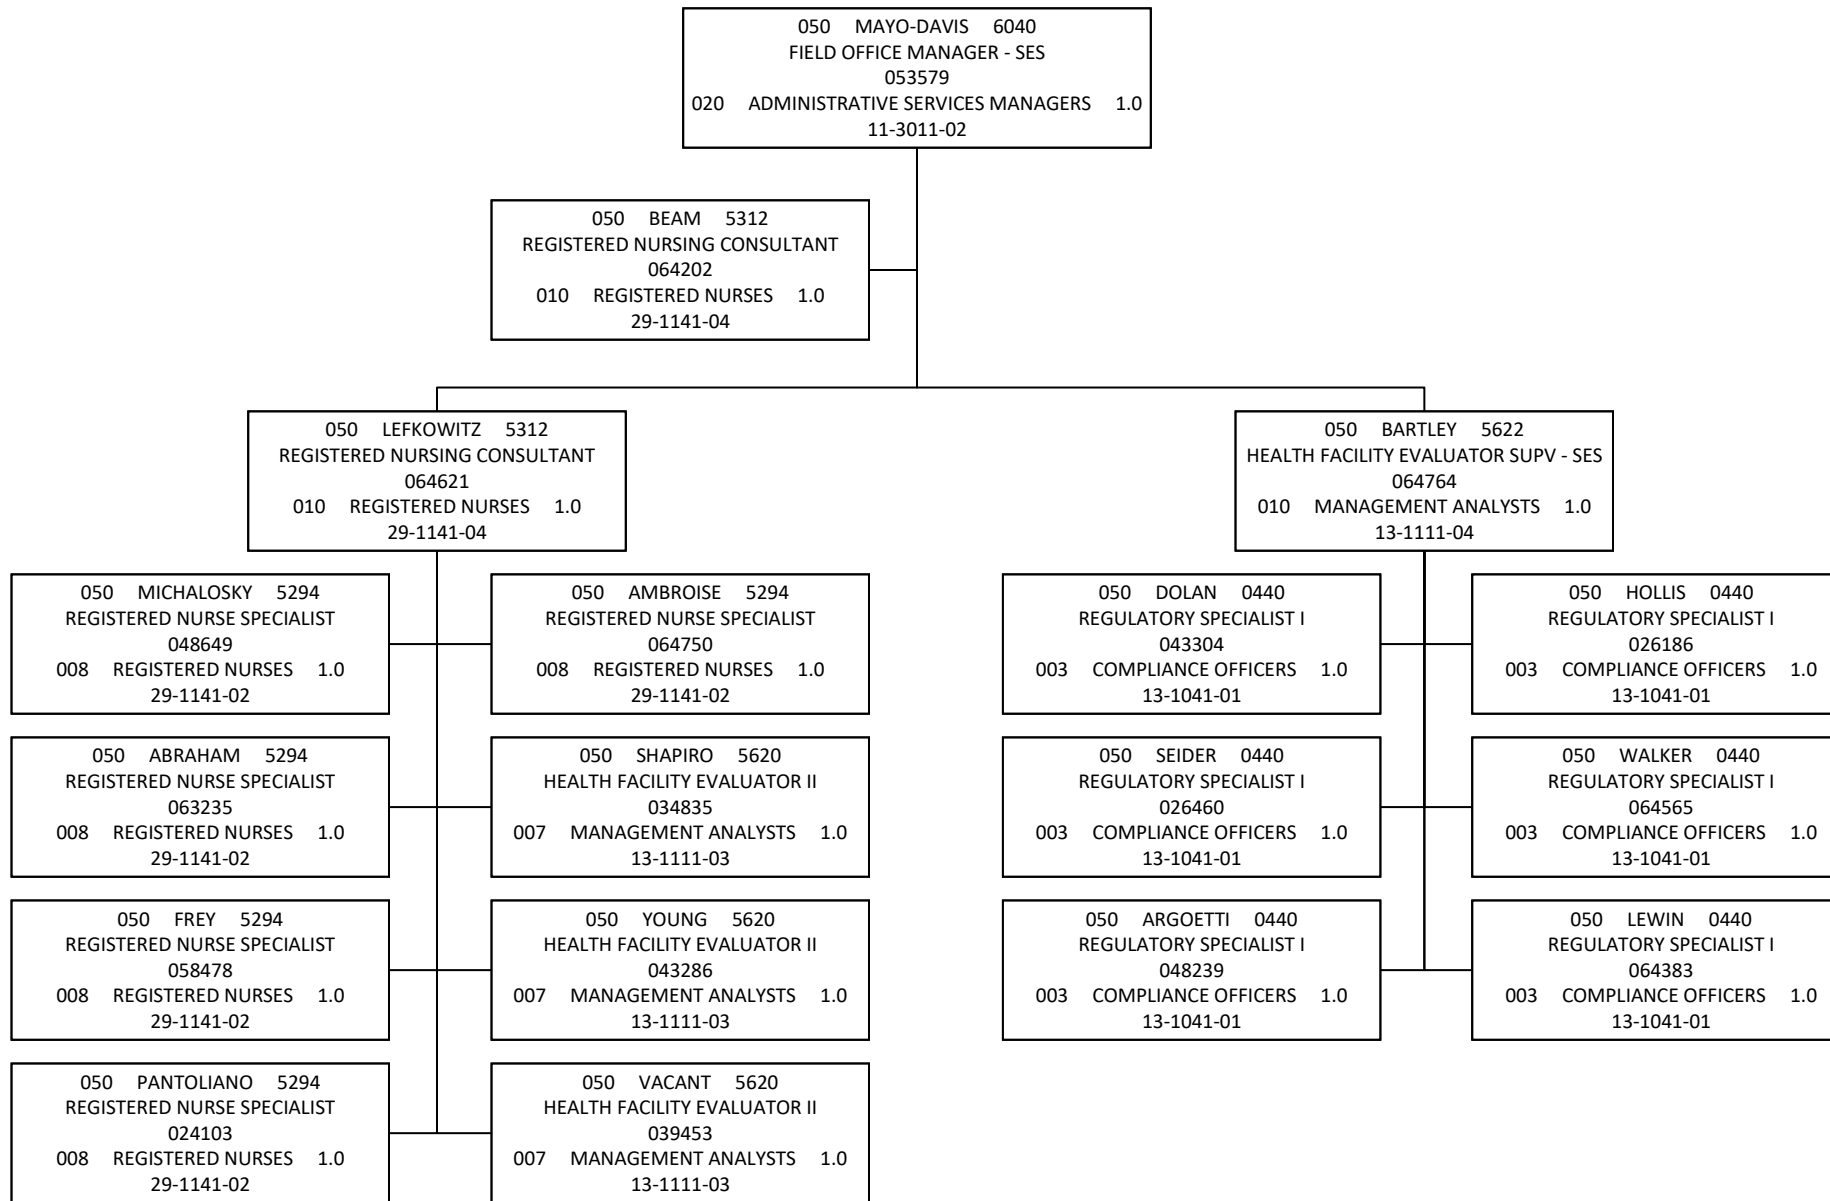 050 MAYO-DAVIS 6040
FIELD OFFICE MANAGER - SES
053579
020 ADMINISTRATIVE SERVICES MANAGERS 1.0
11-3011-02
050 BEAM 5312
REGISTERED NURSING CONSULTANT
064202
010 REGISTERED NURSES 1.0
29-1141-04
050 LEFKOWITZ 5312
REGISTERED NURSING CONSULTANT
064621
010 REGISTERED NURSES 1.0
29-1141-04
050 BARTLEY 5622
HEALTH FACILITY EVALUATOR SUPV - SES
064764
010 MANAGEMENT ANALYSTS 1.0
13-1111-04
050 MICHALOSKY 5294
REGISTERED NURSE SPECIALIST
048649
008 REGISTERED NURSES 1.0
29-1141-02
050 AMBROISE 5294
REGISTERED NURSE SPECIALIST
064750
008 REGISTERED NURSES 1.0
29-1141-02
050 DOLAN 0440
REGULATORY SPECIALIST I
043304
003 COMPLIANCE OFFICERS 1.0
13-1041-01
050 HOLLIS 0440
REGULATORY SPECIALIST I
026186
003 COMPLIANCE OFFICERS 1.0
13-1041-01
050 ABRAHAM 5294
REGISTERED NURSE SPECIALIST
063235
008 REGISTERED NURSES 1.0
29-1141-02
050 SHAPIRO 5620
HEALTH FACILITY EVALUATOR II
034835
007 MANAGEMENT ANALYSTS 1.0
13-1111-03
050 SEIDER 0440
REGULATORY SPECIALIST I
026460
003 COMPLIANCE OFFICERS 1.0
13-1041-01
050 WALKER 0440
REGULATORY SPECIALIST I
064565
003 COMPLIANCE OFFICERS 1.0
13-1041-01
050 FREY 5294
REGISTERED NURSE SPECIALIST
058478
008 REGISTERED NURSES 1.0
29-1141-02
050 YOUNG 5620
HEALTH FACILITY EVALUATOR II
043286
007 MANAGEMENT ANALYSTS 1.0
13-1111-03
050 ARGOETTI 0440
REGULATORY SPECIALIST I
048239
003 COMPLIANCE OFFICERS 1.0
13-1041-01
050 LEWIN 0440
REGULATORY SPECIALIST I
064383
003 COMPLIANCE OFFICERS 1.0
13-1041-01
050 PANTOLIANO 5294
REGISTERED NURSE SPECIALIST
024103
008 REGISTERED NURSES 1.0
29-1141-02
050 VACANT 5620
HEALTH FACILITY EVALUATOR II
039453
007 MANAGEMENT ANALYSTS 1.0
13-1111-03